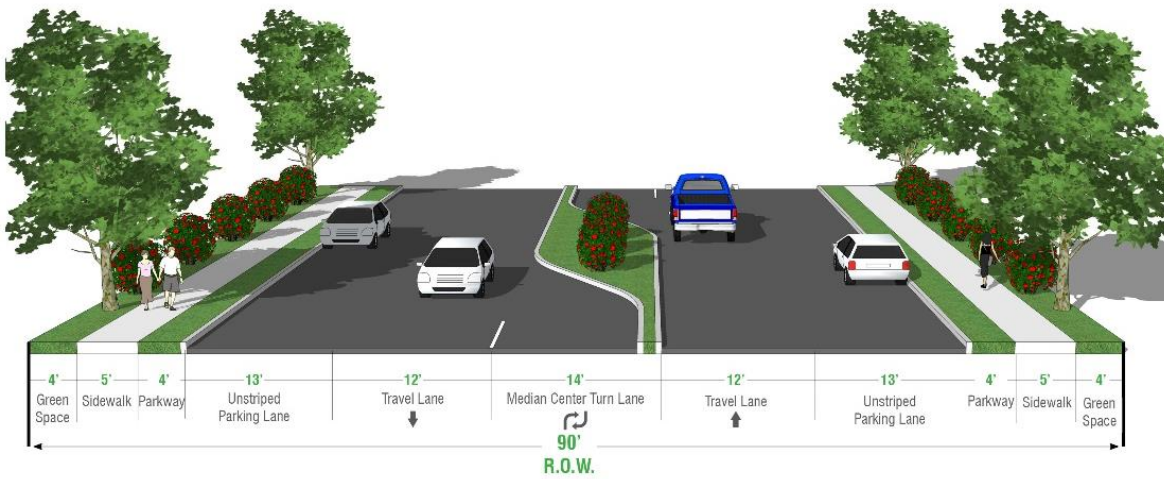 4' 5' 4' 13' 12' 14' 12' 13' 4' 5' 4'
Green Space
Sidewalk
Parkway
Unstriped
Parking Lane
Travel Lane
Median Center Turn Lane
Travel Lane
Unstriped
Parking Lane
Parkway
Sidewalk
Green
Space
90'
R.O.W.